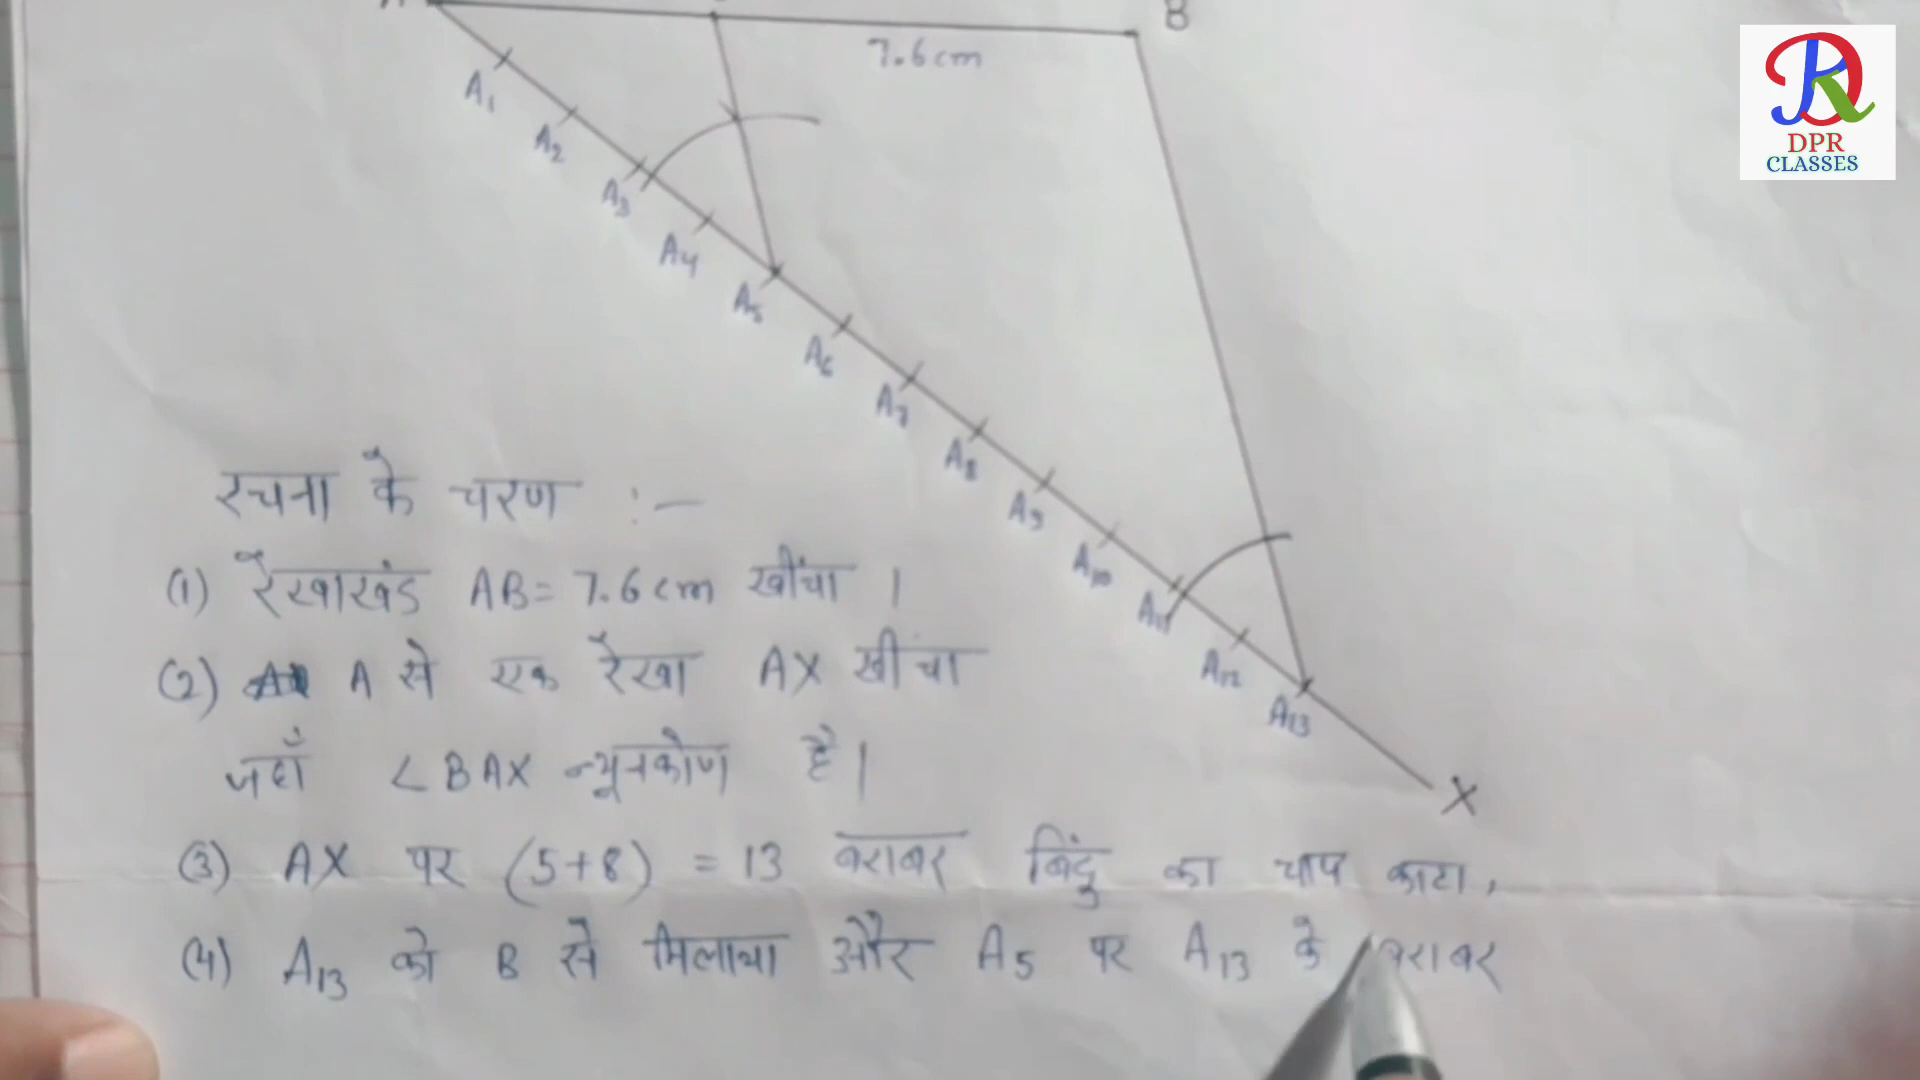 B
7.6cm
A1
A2
A3
A4
A5
A6
A7
A8
A9
A10
A11
A12
A13
X
रचना के चरण :-
(1) रेखाखंड AB = 7.6cm खींचा ।
(2) A से एक रेखा AX खींचा
जहाँ ∠BAX न्यूनकोण है।
(3) AX पर (5+8) = 13 बराबर बिंदु का चाप काटा,
(4) A13 को B से मिलाया और A5 पर A13 के बराबर
DPR
CLASSES